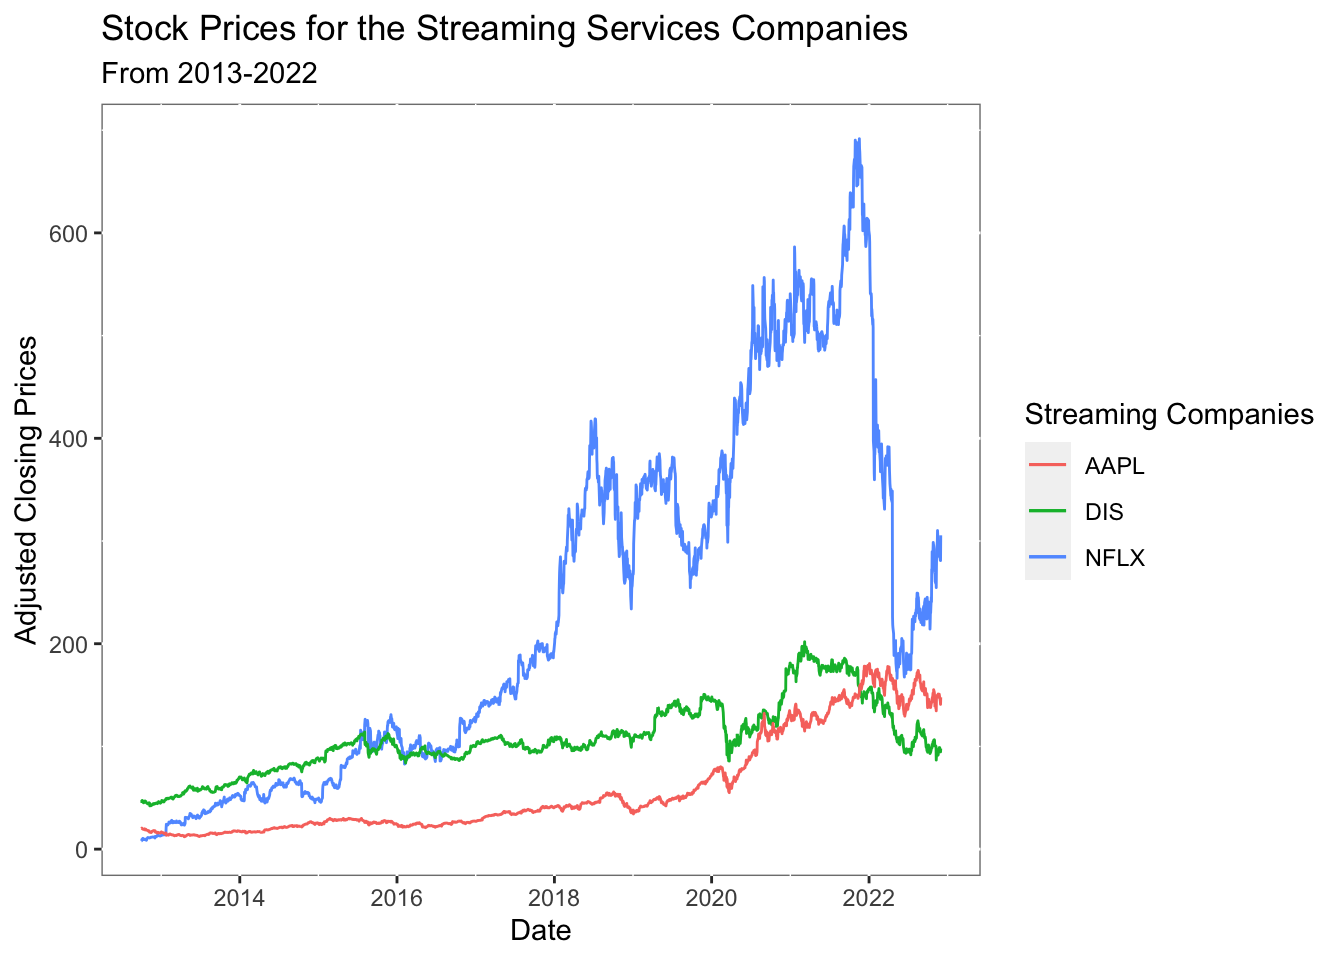 Stock Prices for the Streaming Services Companies
From 2013-2022
Adjusted Closing Prices
600
400
200
0
2014 2016 2018 2020 2022
Date
Streaming Companies
AAPL
DIS
NFLX